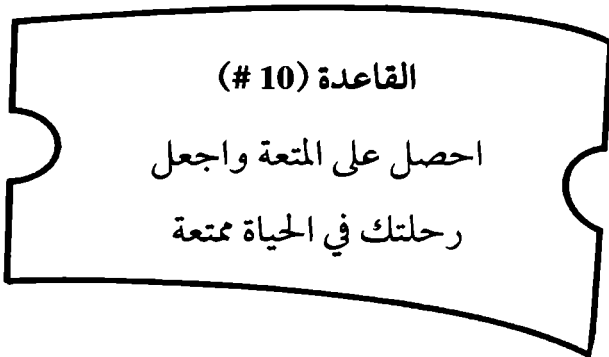 القاعدة (10 #)
احصل على المتعة واجعل
رحلتك في الحياة ممتعة